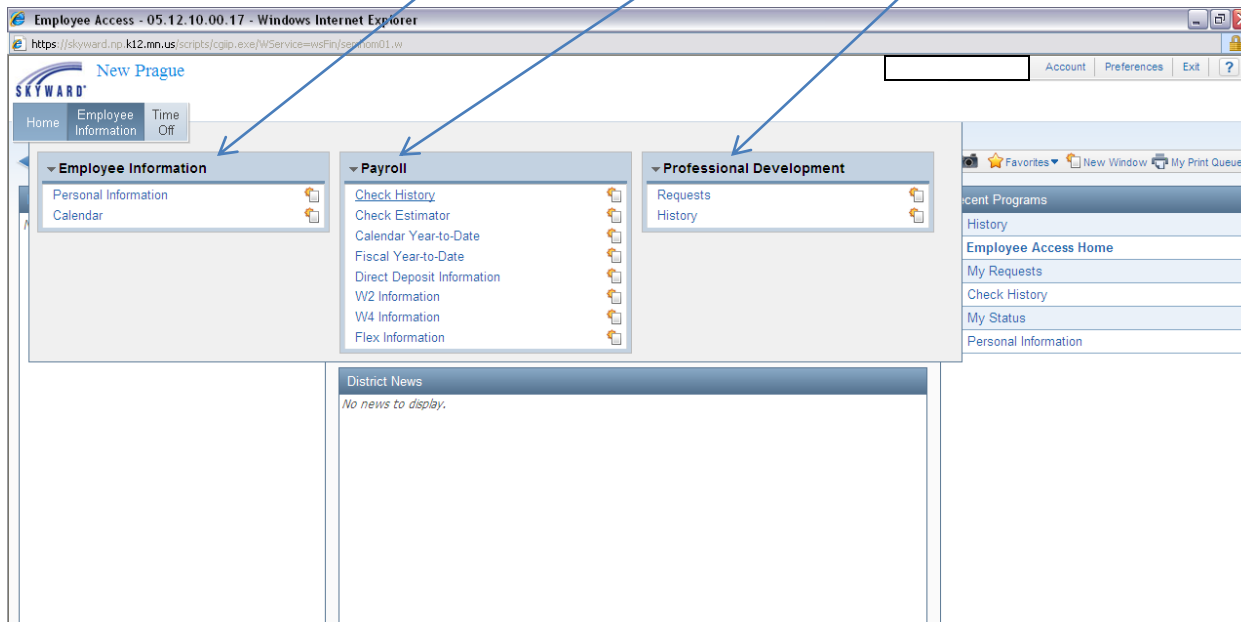 Employee Access - 05.12.10.00.17 - Windows Internet Explorer
https://skyward.np.k12.mn.us/scripts/cgiip.exe/WService=wsFin/semhom01.w
New Prague
SKYWARD
Account Preferences Exit ?
Home Employee Information Time Off
Favorites New Window My Print Queue
Employee Information
Personal Information
Calendar
Payroll
Check History
Check Estimator
Calendar Year-to-Date
Fiscal Year-to-Date
Direct Deposit Information
W2 Information
W4 Information
Flex Information
Professional Development
Requests
History
ecent Programs
History
Employee Access Home
My Requests
Check History
My Status
Personal Information
District News
No news to display.